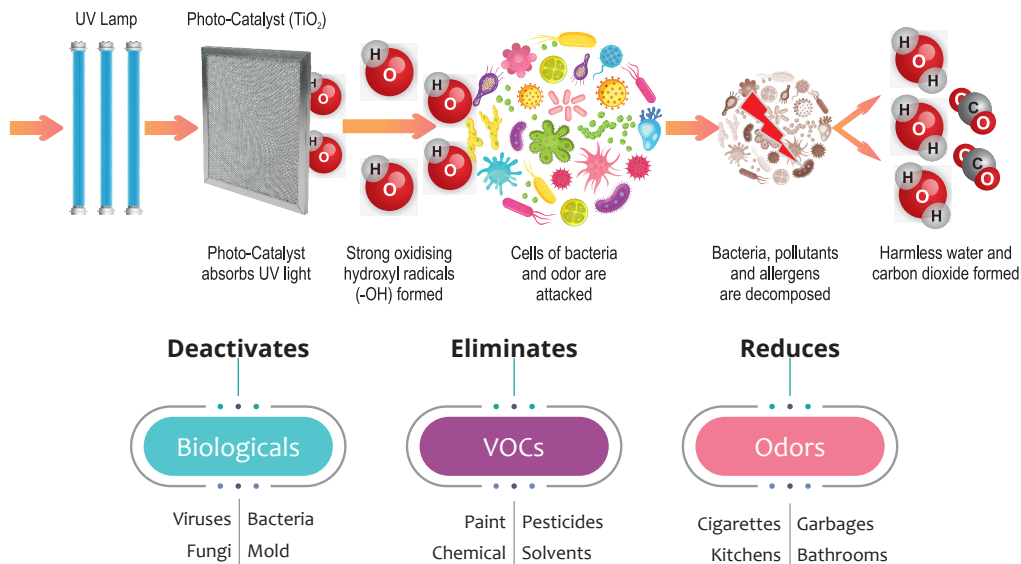 UV Lamp
Photo-Catalyst (TiO₂)
H
O
H
O
H
O
H
O
H
O
H
O
H
O
H
H
O
H
H
O
H
O
C
O
O
C
O
Photo-Catalyst
absorbs UV light
Strong oxidising
hydroxyl radicals
(-OH) formed
Cells of bacteria
and odor are
attacked
Bacteria, pollutants
and allergens
are decomposed
Harmless water and
carbon dioxide formed
Deactivates
Eliminates
Reduces
Biologicals
VOCs
Odors
Viruses
Bacteria
Fungi
Mold
Paint
Pesticides
Chemical
Solvents
Cigarettes
Garbages
Kitchens
Bathrooms